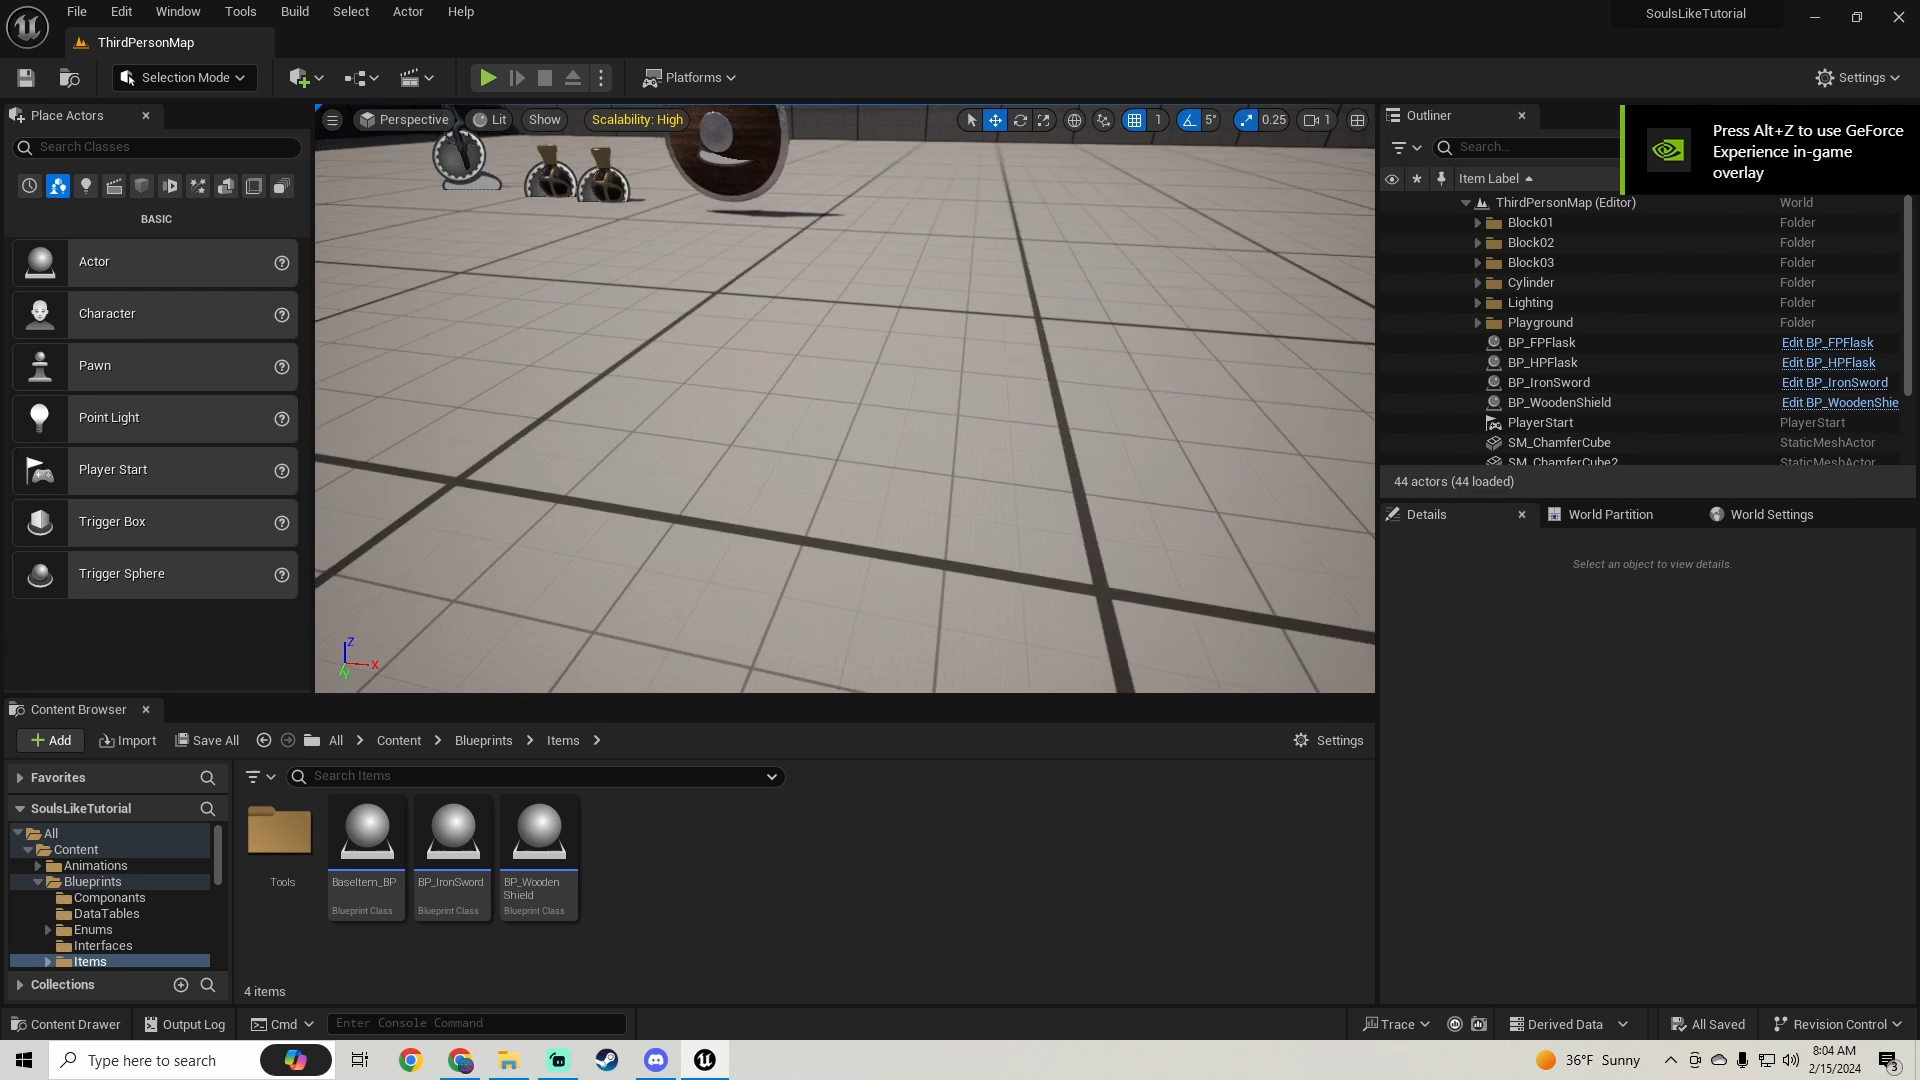 File Edit Window Tools Build Select Actor Help
SoulsLikeTutorial
ThirdPersonMap
Selection Mode
Platforms
Settings
Place Actors
Search Classes
BASIC
Actor
Character
Pawn
Point Light
Player Start
Trigger Box
Trigger Sphere
Perspective Lit Show Scalability: High
1 5° 0.25 1
Z
X
Y
Outliner
Search...
Press Alt+Z to use GeForce
Experience in-game
overlay
Item Label
ThirdPersonMap (Editor) World
Block01 Folder
Block02 Folder
Block03 Folder
Cylinder Folder
Lighting Folder
Playground Folder
BP_FPFlask Edit BP_FPFlask
BP_HPFlask Edit BP_HPFlask
BP_IronSword Edit BP_IronSword
BP_WoodenShield Edit BP_WoodenShie
PlayerStart PlayerStart
SM_ChamferCube StaticMeshActor
SM_ChamferCube2 StaticMeshActor
44 actors (44 loaded)
Details World Partition World Settings
Select an object to view details.
Content Browser
Add Import Save All All Content Blueprints Items Settings
Favorites
SoulsLikeTutorial
All
Content
Animations
Blueprints
Componants
DataTables
Enums
Interfaces
Items
Collections
Search Items
Tools
BaseItem_BP
Blueprint Class
BP_IronSword
Blueprint Class
BP_Wooden
Shield
Blueprint Class
4 items
Content Drawer Output Log Cmd Enter Console Command
Trace Derived Data All Saved Revision Control
Type here to search
36°F Sunny
8:04 AM
2/15/2024
3